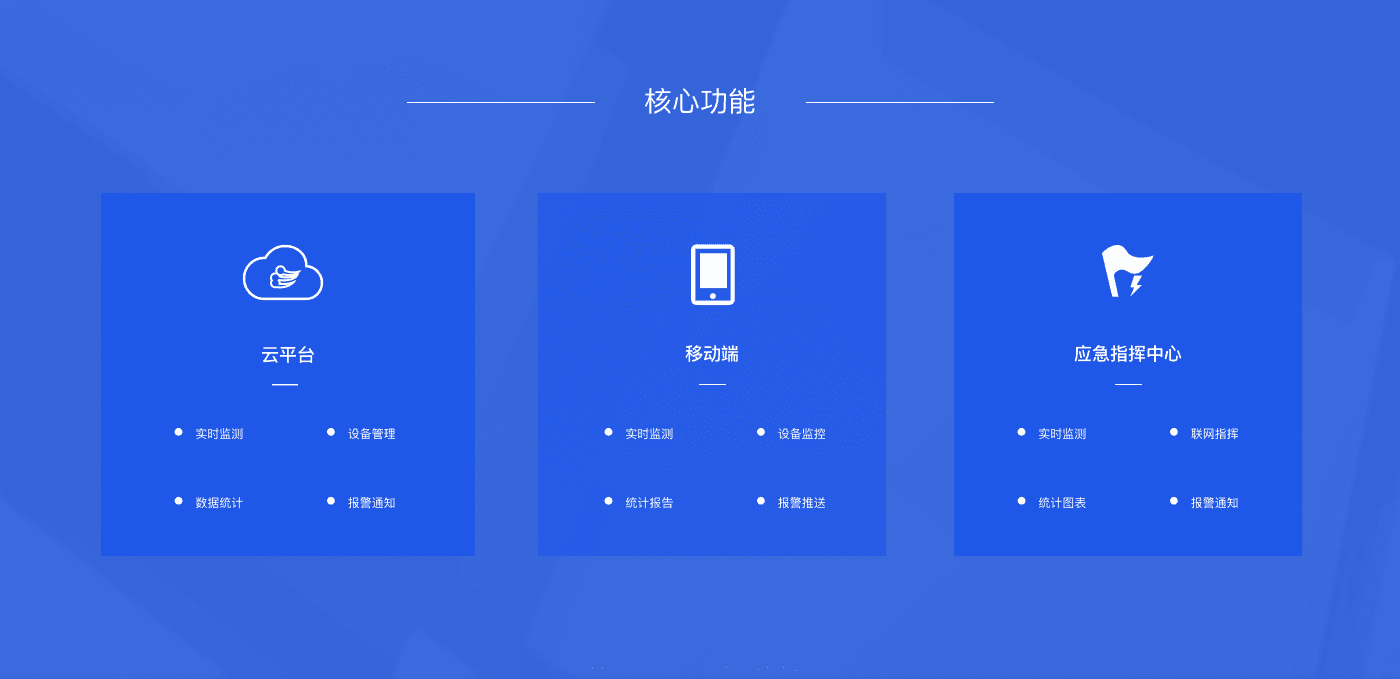 核心功能
云平台
实时监测
设备管理
数据统计
报警通知
移动端
实时监测
设备监控
统计报告
报警推送
应急指挥中心
实时监测
联网指挥
统计图表
报警通知